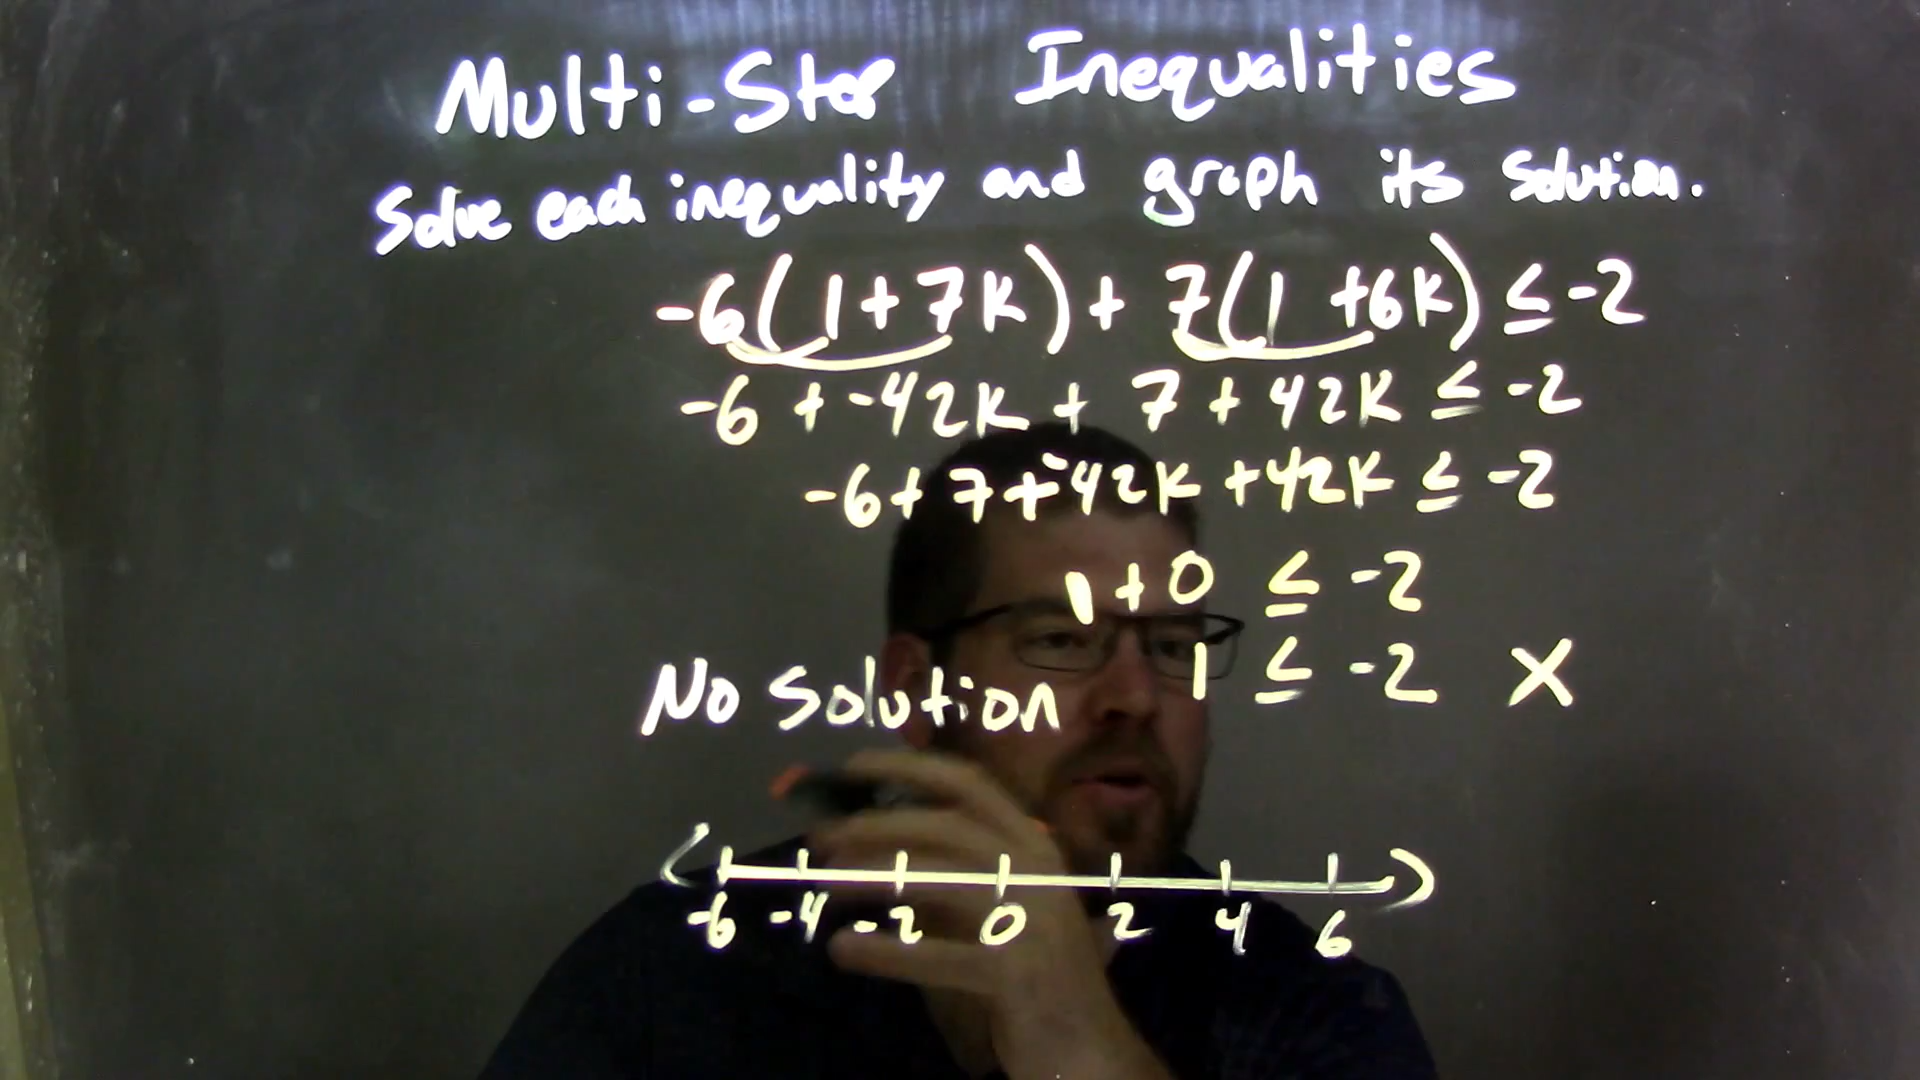 Multi-Step Inequalities
Solve each inequality and graph its solution.
-6(1+7k)+ 7(1+6k) ≤ -2
-6 + -42k + 7 + 42k ≤ -2
-6+ 7+-42k +42k ≤ -2
1+0 ≤ -2
1 ≤ -2 X
No Solution
-6 -4 -2 0 2 4 6